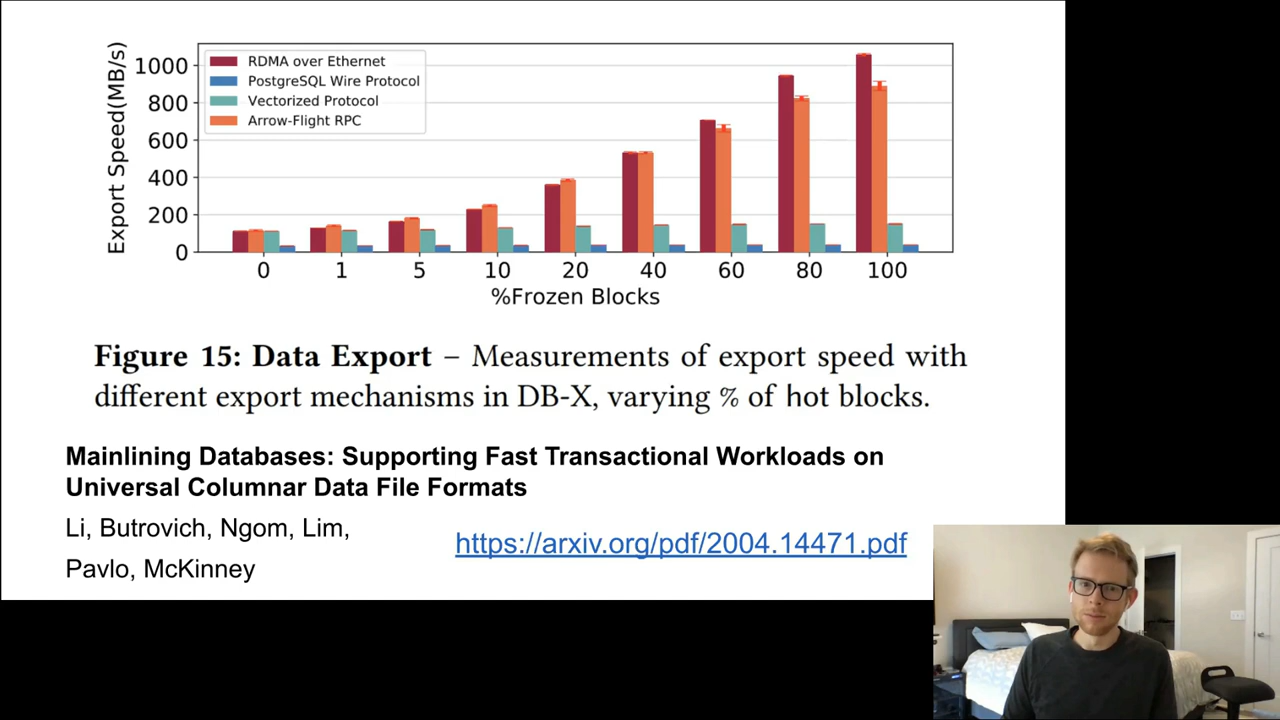 Export Speed(MB/s)
1000
800
600
400
200
0
RDMA over Ethernet
PostgreSQL Wire Protocol
Vectorized Protocol
Arrow-Flight RPC
0 1 5 10 20 40 60 80 100
%Frozen Blocks
Figure 15: Data Export – Measurements of export speed with
different export mechanisms in DB-X, varying % of hot blocks.
Mainlining Databases: Supporting Fast Transactional Workloads on
Universal Columnar Data File Formats
Li, Butrovich, Ngom, Lim,
Pavlo, McKinney
https://arxiv.org/pdf/2004.14471.pdf